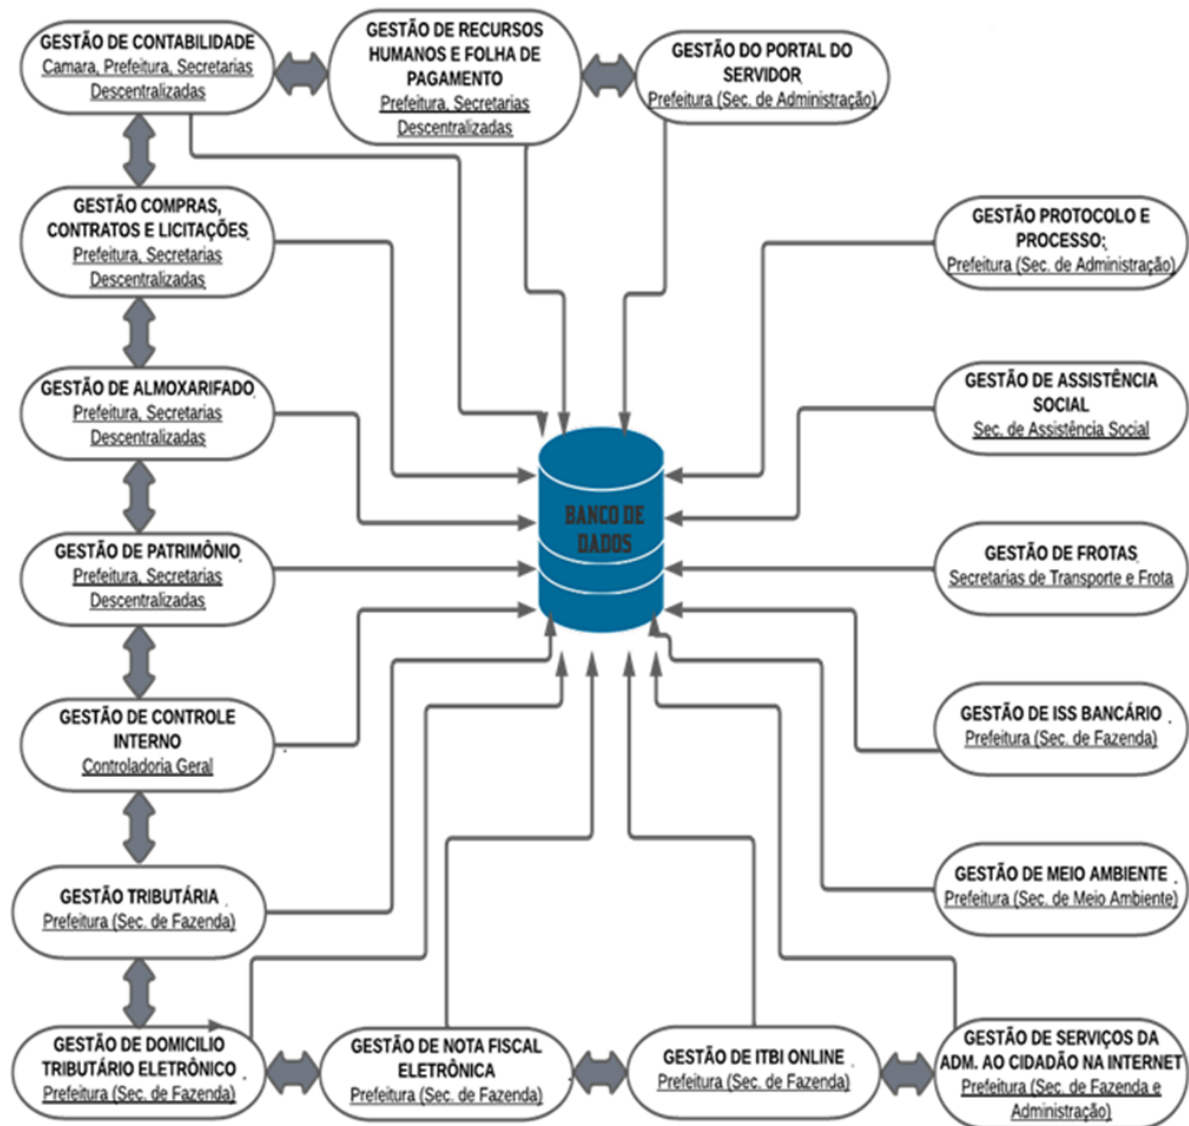 GESTÃO DE CONTABILIDADE
Camara, Prefeitura, Secretarias
Descentralizadas
GESTÃO DE RECURSOS
HUMANOS E FOLHA DE
PAGAMENTO
Prefeitura, Secretarias
Descentralizadas
GESTÃO DO PORTAL DO
SERVIDOR
Prefeitura (Sec. de Administração)
GESTÃO COMPRAS,
CONTRATOS E LICITAÇÕES
Prefeitura, Secretarias
Descentralizadas
GESTÃO PROTOCOLO E
PROCESSO:
Prefeitura (Sec. de Administração)
GESTÃO DE ALMOXARIFADO
Prefeitura, Secretarias
Descentralizadas
GESTÃO DE ASSISTÊNCIA
SOCIAL
Sec. de Assistência Social
BANCO DE
DADOS
GESTÃO DE PATRIMÔNIO
Prefeitura, Secretarias
Descentralizadas
GESTÃO DE FROTAS
Secretarias de Transporte e Frota
GESTÃO DE CONTROLE
INTERNO
Controladoria Geral
GESTÃO DE ISS BANCÁRIO
Prefeitura (Sec. de Fazenda)
GESTÃO TRIBUTÁRIA
Prefeitura (Sec. de Fazenda)
GESTÃO DE MEIO AMBIENTE
Prefeitura (Sec. de Meio Ambiente)
GESTÃO DE DOMICILIO
TRIBUTÁRIO ELETRÔNICO
Prefeitura (Sec. de Fazenda)
GESTÃO DE NOTA FISCAL
ELETRÔNICA
Prefeitura (Sec. de Fazenda)
GESTÃO DE ITBI ONLINE
Prefeitura (Sec. de Fazenda)
GESTÃO DE SERVIÇOS DA
ADM. AO CIDADÃO NA INTERNET
Prefeitura (Sec. de Fazenda e
Administração)